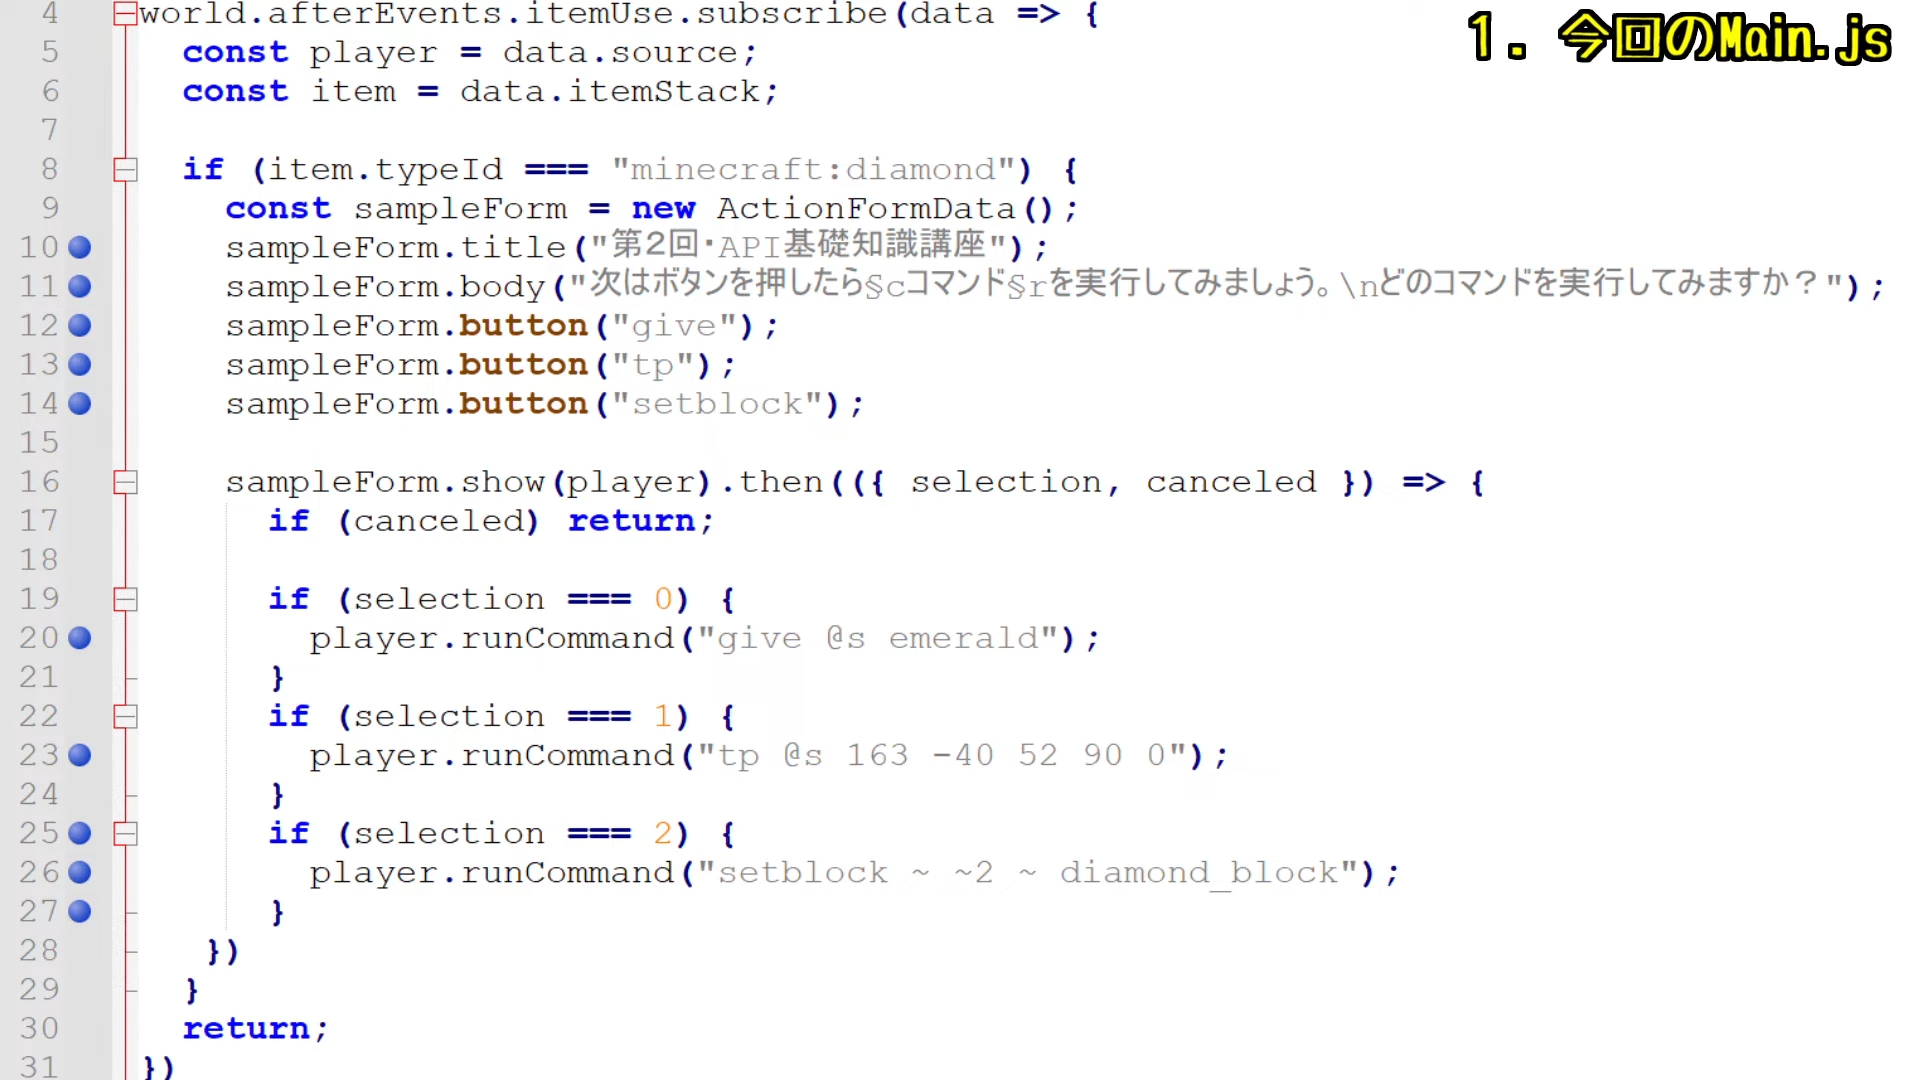 1. 今回のMain.js
4 world.afterEvents.itemUse.subscribe(data => {
5 const player = data.source;
6 const item = data.itemStack;
7
8 if (item.typeId === "minecraft:diamond") {
9 const sampleForm = new ActionFormData();
10 sampleForm.title("第2回・API基礎知識講座");
11 sampleForm.body("次はボタンを押したら§cコマンド§rを実行してみましょう。\nどのコマンドを実行してみますか？");
12 sampleForm.button("give");
13 sampleForm.button("tp");
14 sampleForm.button("setblock");
15
16 sampleForm.show(player).then(({ selection, canceled }) => {
17 if (canceled) return;
18
19 if (selection === 0) {
20 player.runCommand("give @s emerald");
21 }
22 if (selection === 1) {
23 player.runCommand("tp @s 163 -40 52 90 0");
24 }
25 if (selection === 2) {
26 player.runCommand("setblock ~ ~2 ~ diamond_block");
27 }
28 })
29 }
30 return;
31 })